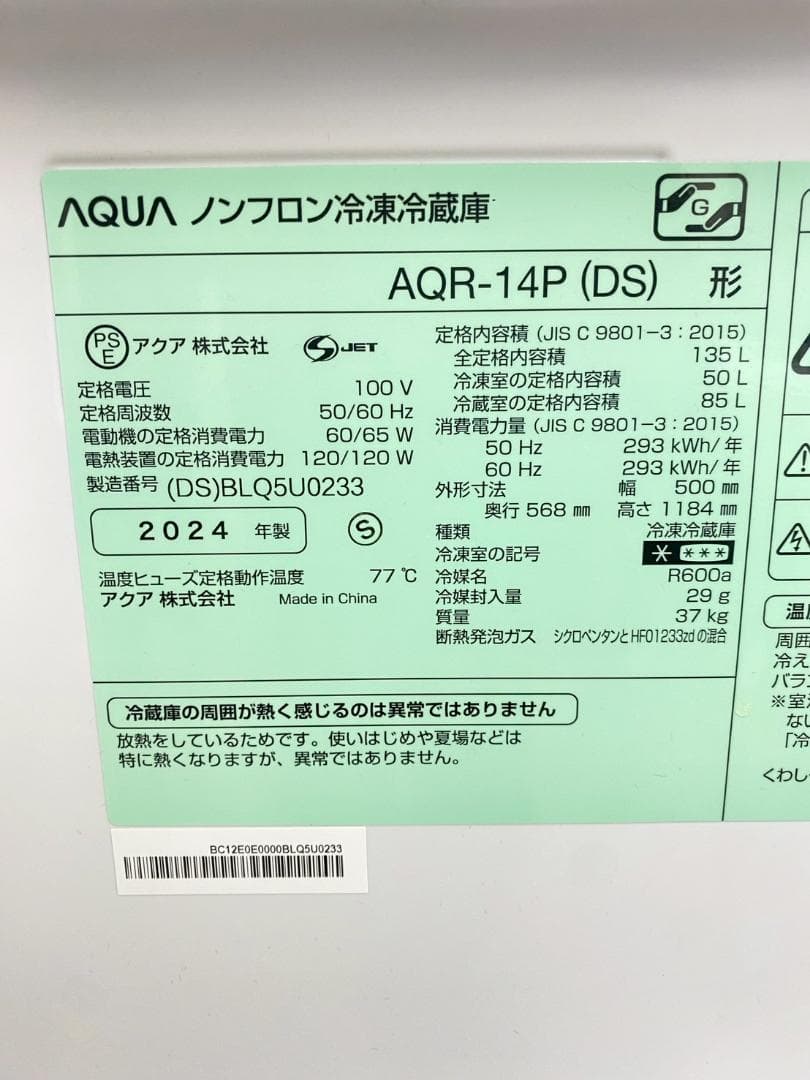 AQUA ノンフロン冷凍冷蔵庫
G
AQR-14P (DS) 形
PS
E
アクア 株式会社
S JET
定格電圧 100 V
定格周波数 50/60 Hz
電動機の定格消費電力 60/65 W
電熱装置の定格消費電力 120/120 W
製造番号 (DS)BLQ5U0233
2024 年製
S
温度ヒューズ定格動作温度 77 ℃
アクア 株式会社 Made in China
定格内容積 (JIS C 9801-3:2015)
全定格内容積 135 L
冷凍室の定格内容積 50 L
冷蔵室の定格内容積 85 L
消費電力量 (JIS C 9801-3:2015)
50 Hz 293 kWh/年
60 Hz 293 kWh/年
外形寸法 幅 500 ㎜
奥行 568 ㎜ 高さ 1184 ㎜
種類 冷凍冷蔵庫
冷凍室の記号 * ***
冷媒名 R600a
冷媒封入量 29 g
質量 37 kg
断熱発泡ガス シクロペンタンとHFO1233zdの混合
冷蔵庫の周囲が熱く感じるのは異常ではありません
放熱をしているためです。使いはじめや夏場などは
特に熱くなりますが、異常ではありません。
温
周囲
冷え
バラ
※室
ない
「冷
くわし
BC12E0E0000BLQ5U0233